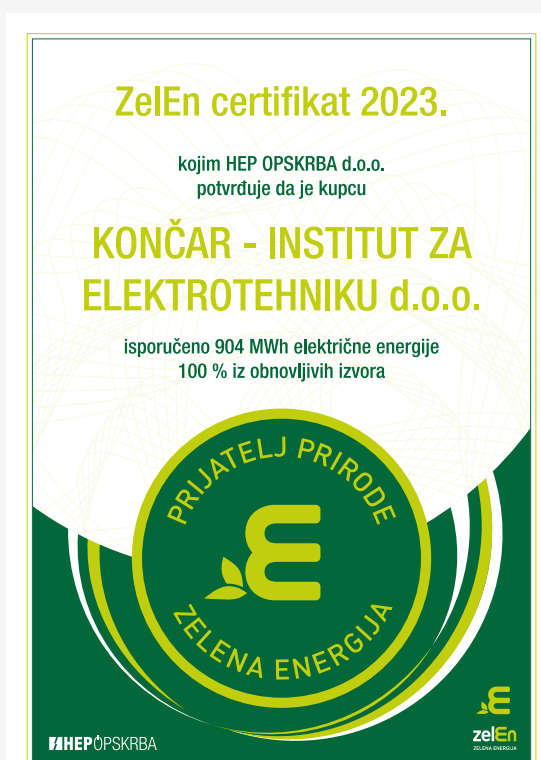 ZelEn certifikat 2023.
kojim HEP OPSKRBA d.o.o.
potvrđuje da je kupcu
KONČAR - INSTITUT ZA
ELEKTROTEHNIKU d.o.o.
isporučeno 904 MWh električne energije
100 % iz obnovljivih izvora
PRIJATELJ PRIRODE
ZELENA ENERGIJA
HEP OPSKRBA
zelEn
ZELENA ENERGIJA